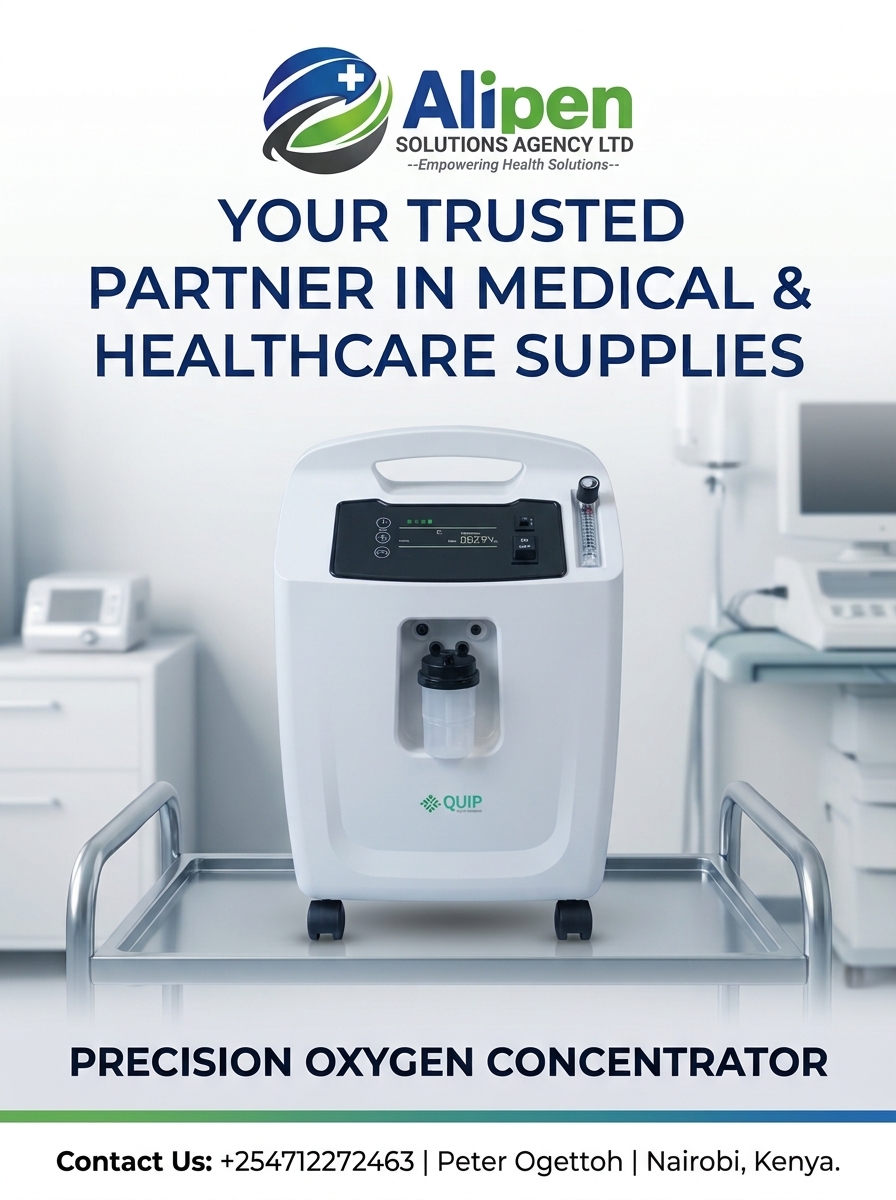 Alipen
SOLUTIONS AGENCY LTD
--Empowering Health Solutions--
YOUR TRUSTED
PARTNER IN MEDICAL &
HEALTHCARE SUPPLIES
QUIP
PRECISION OXYGEN CONCENTRATOR
Contact Us: +254712272463 | Peter Ogettoh | Nairobi, Kenya.